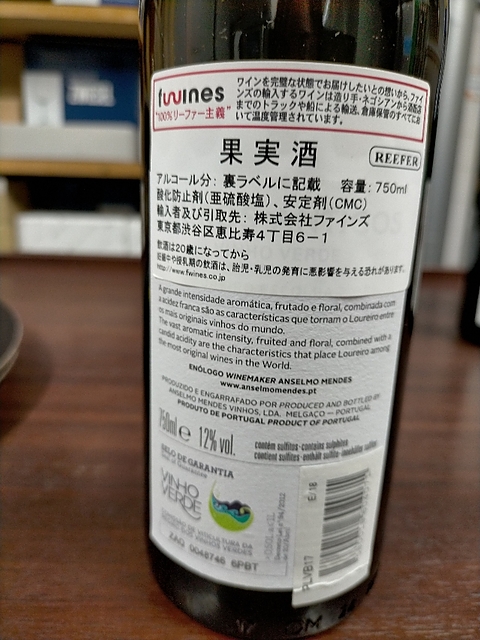 fwines
"100%リーファー主義"
ワインを完璧な状態でお届けしたいとの想いから、ファイ
ンズの輸入するワインは造り手・ネゴシアンから酒販店
までのトラックや船による輸送、倉庫保管のすべてにお
いて温度管理されています。
果実酒
REEFER
アルコール分：裏ラベルに記載 容量：750ml
酸化防止剤（亜硫酸塩）、安定剤（CMC）
輸入者及び引取先：株式会社ファインズ
東京都渋谷区恵比寿4丁目6－1
飲酒は20歳になってから
妊娠中や授乳期の飲酒は、胎児・乳児の発育に悪影響を与える恐れがあります。
http://www.fwines.co.jp
A grande intensidade aromática, frutado e floral, combinada com
a acidez franca são as características que tornam o Loureiro entre
os mais originais vinhos do mundo.
The vast aromatic intensity, fruited and floral, combined with a
candid acidity are the characteristics that place Loureiro among
the most original wines in the World.
ENÓLOGO WINEMAKER ANSELMO MENDES
www.anselmomendes.pt
PRODUZIDO E ENGARRAFADO POR PRODUCED AND BOTTLED BY
ANSELMO MENDES VINHOS, LDA. MELGAÇO – PORTUGAL
PRODUTO DE PORTUGAL PRODUCT OF PORTUGAL
750ml e 12% vol.
contém sulfitos · contains sulphites
SELO DE GARANTIA
VINHO
VERDE
COMISSÃO DE VITICULTURA DA
REGIÃO DOS VINHOS VERDES
0048746 6PBT
E/18
PLVB17